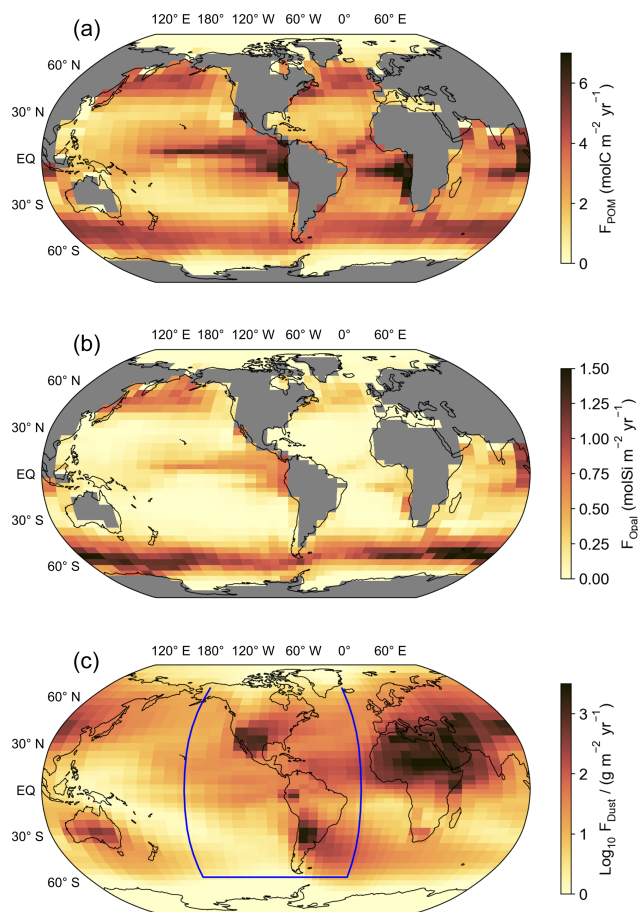 120° E 180° 120° W 60° W 0° 60° E
(a)
60° N
30° N
EQ
30° S
60° S
6
4
2
0
F_POM (molC m⁻² yr⁻¹)
120° E 180° 120° W 60° W 0° 60° E
(b)
60° N
30° N
EQ
30° S
60° S
1.50
1.25
1.00
0.75
0.50
0.25
0.00
F_Opal (molSi m⁻² yr⁻¹)
120° E 180° 120° W 60° W 0° 60° E
(c)
60° N
30° N
EQ
30° S
60° S
3
2
1
0
Log₁₀ F_Dust / (g m⁻² yr⁻¹)